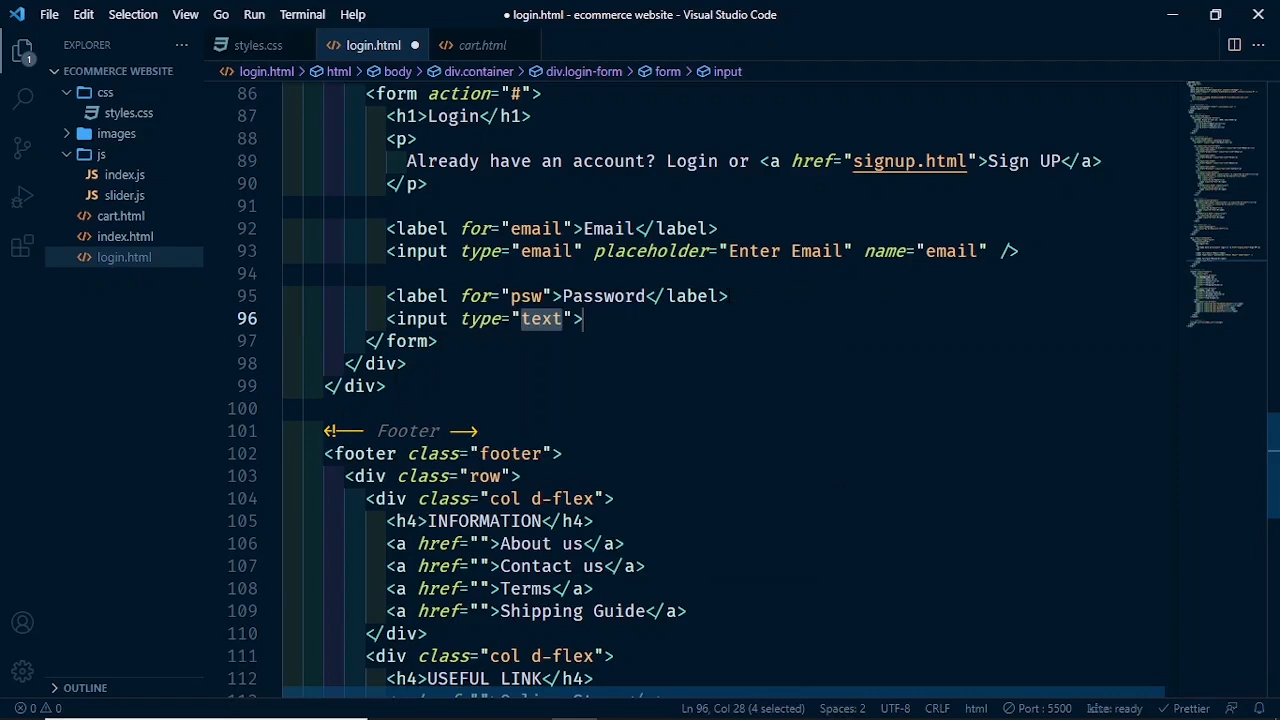 File Edit Selection View Go Run Terminal Help
● login.html - ecommerce website - Visual Studio Code
EXPLORER
styles.css
login.html
cart.html
login.html > html > body > div.container > div.login-form > form > input
1
ECOMMERCE WEBSITE
css
styles.css
images
js
index.js
slider.js
cart.html
index.html
login.html
OUTLINE
86 <form action="#">
87 <h1>Login</h1>
88 <p>
89 Already have an account? Login or <a href="signup.html">Sign UP</a>
90 </p>
91
92 <label for="email">Email</label>
93 <input type="email" placeholder="Enter Email" name="email" />
94
95 <label for="psw">Password</label>
96 <input type="text">
97 </form>
98 </div>
99 </div>
100
101 <!-- Footer -->
102 <footer class="footer">
103 <div class="row">
104 <div class="col d-flex">
105 <h4>INFORMATION</h4>
106 <a href="">About us</a>
107 <a href="">Contact us</a>
108 <a href="">Terms</a>
109 <a href="">Shipping Guide</a>
110 </div>
111 <div class="col d-flex">
112 <h4>USEFUL LINK</h4>
0 0 Ln 96, Col 28 (4 selected) Spaces: 2 UTF-8 CRLF html Port : 5500 Prettier